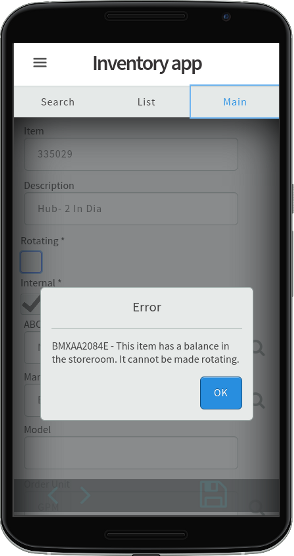 Inventory app
Search List Main
Item
335029
Description
Hub- 2 In Dia
Rotating *
Internal *
ABC
Error
BMXAA2084E - This item has a balance in
the storeroom. It cannot be made rotating.
OK
Model